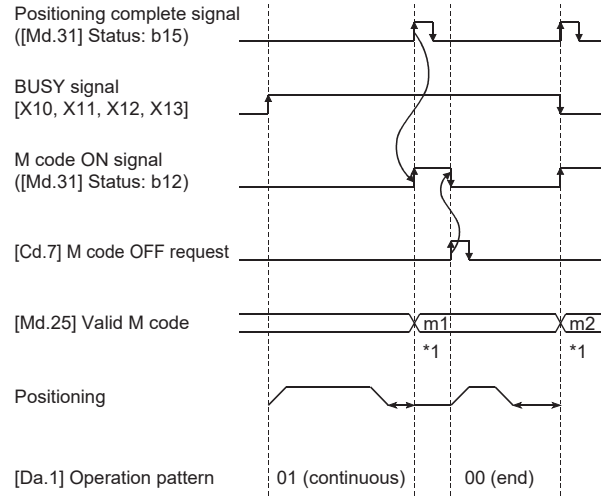 Positioning complete signal
([Md.31] Status: b15)
BUSY signal
[X10, X11, X12, X13]
M code ON signal
([Md.31] Status: b12)
[Cd.7] M code OFF request
[Md.25] Valid M code
m1
m2
*1
*1
Positioning
[Da.1] Operation pattern
01 (continuous)
00 (end)